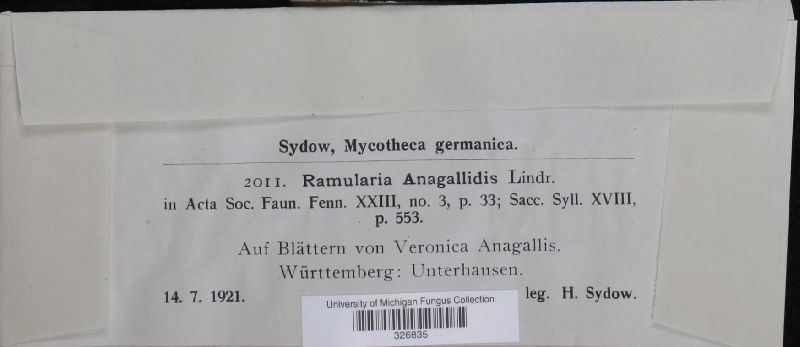 Sydow, Mycotheca germanica.
2011. Ramularia Anagallidis Lindr.
in Acta Soc. Faun. Fenn. XXIII, no. 3, p. 33; Sacc. Syll. XVIII,
p. 553.
Auf Blättern von Veronica Anagallis.
Württemberg: Unterhausen.
14. 7. 1921. leg. H. Sydow.
University of Michigan Fungus Collection
326835